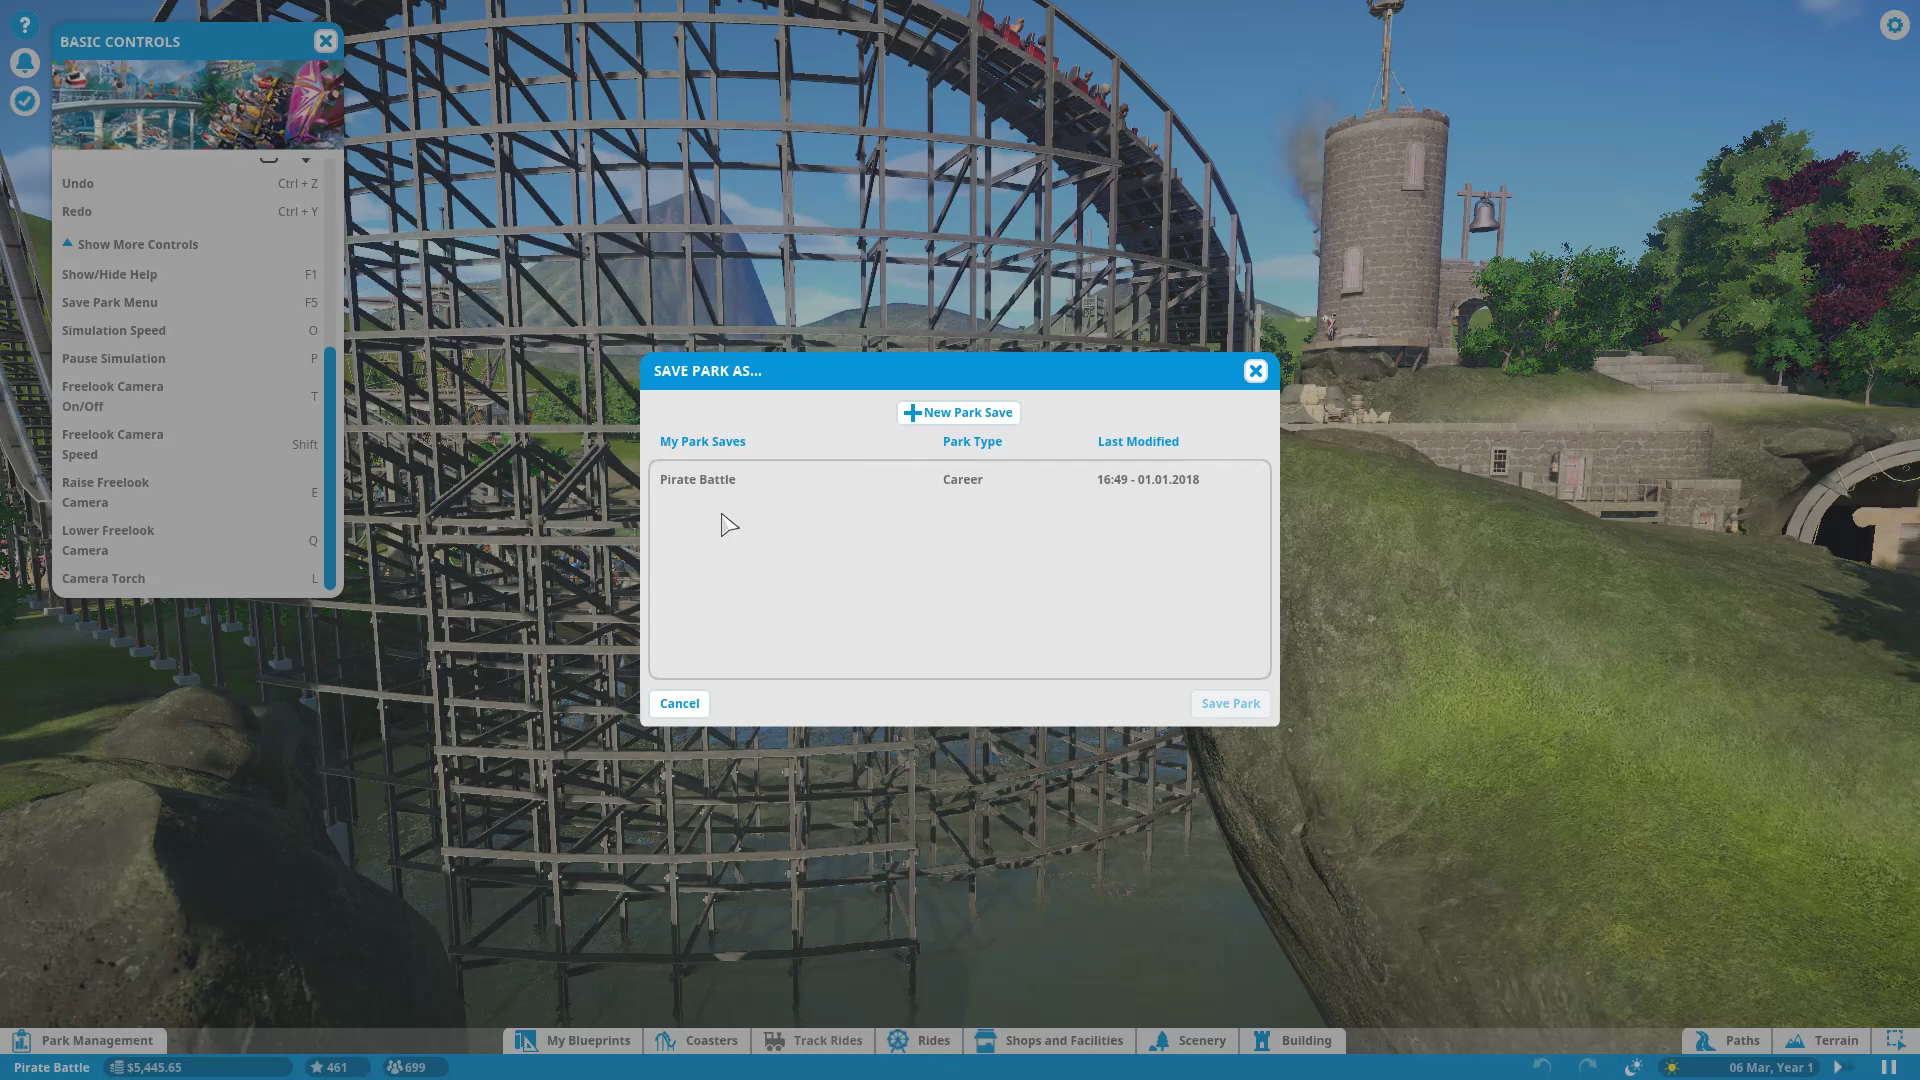 BASIC CONTROLS
Undo Ctrl + Z
Redo Ctrl + Y
Show More Controls
Show/Hide Help F1
Save Park Menu F5
Simulation Speed O
Pause Simulation P
Freelook Camera
On/Off T
Freelook Camera
Speed Shift
Raise Freelook
Camera E
Lower Freelook
Camera Q
Camera Torch L
SAVE PARK AS...
New Park Save
My Park Saves Park Type Last Modified
Pirate Battle Career 16:49 - 01.01.2018
Cancel Save Park
Park Management My Blueprints Coasters Track Rides Rides Shops and Facilities Scenery Building Paths Terrain
Pirate Battle $5,445.65 461 699 06 Mar, Year 1